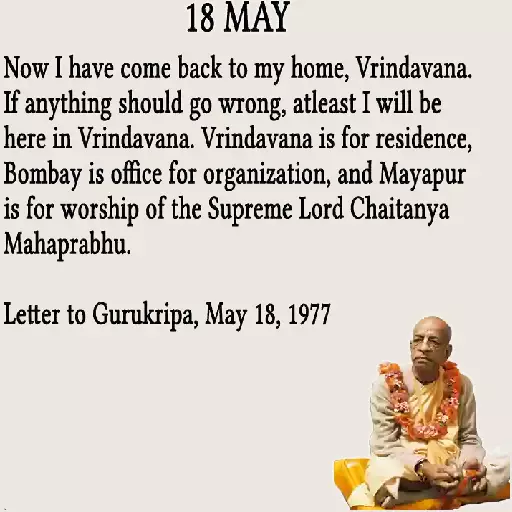 18 MAY
Now I have come back to my home, Vrindavana.
If anything should go wrong, atleast I will be
here in Vrindavana. Vrindavana is for residence,
Bombay is office for organization, and Mayapur
is for worship of the Supreme Lord Chaitanya
Mahaprabhu.
Letter to Gurukripa, May 18, 1977